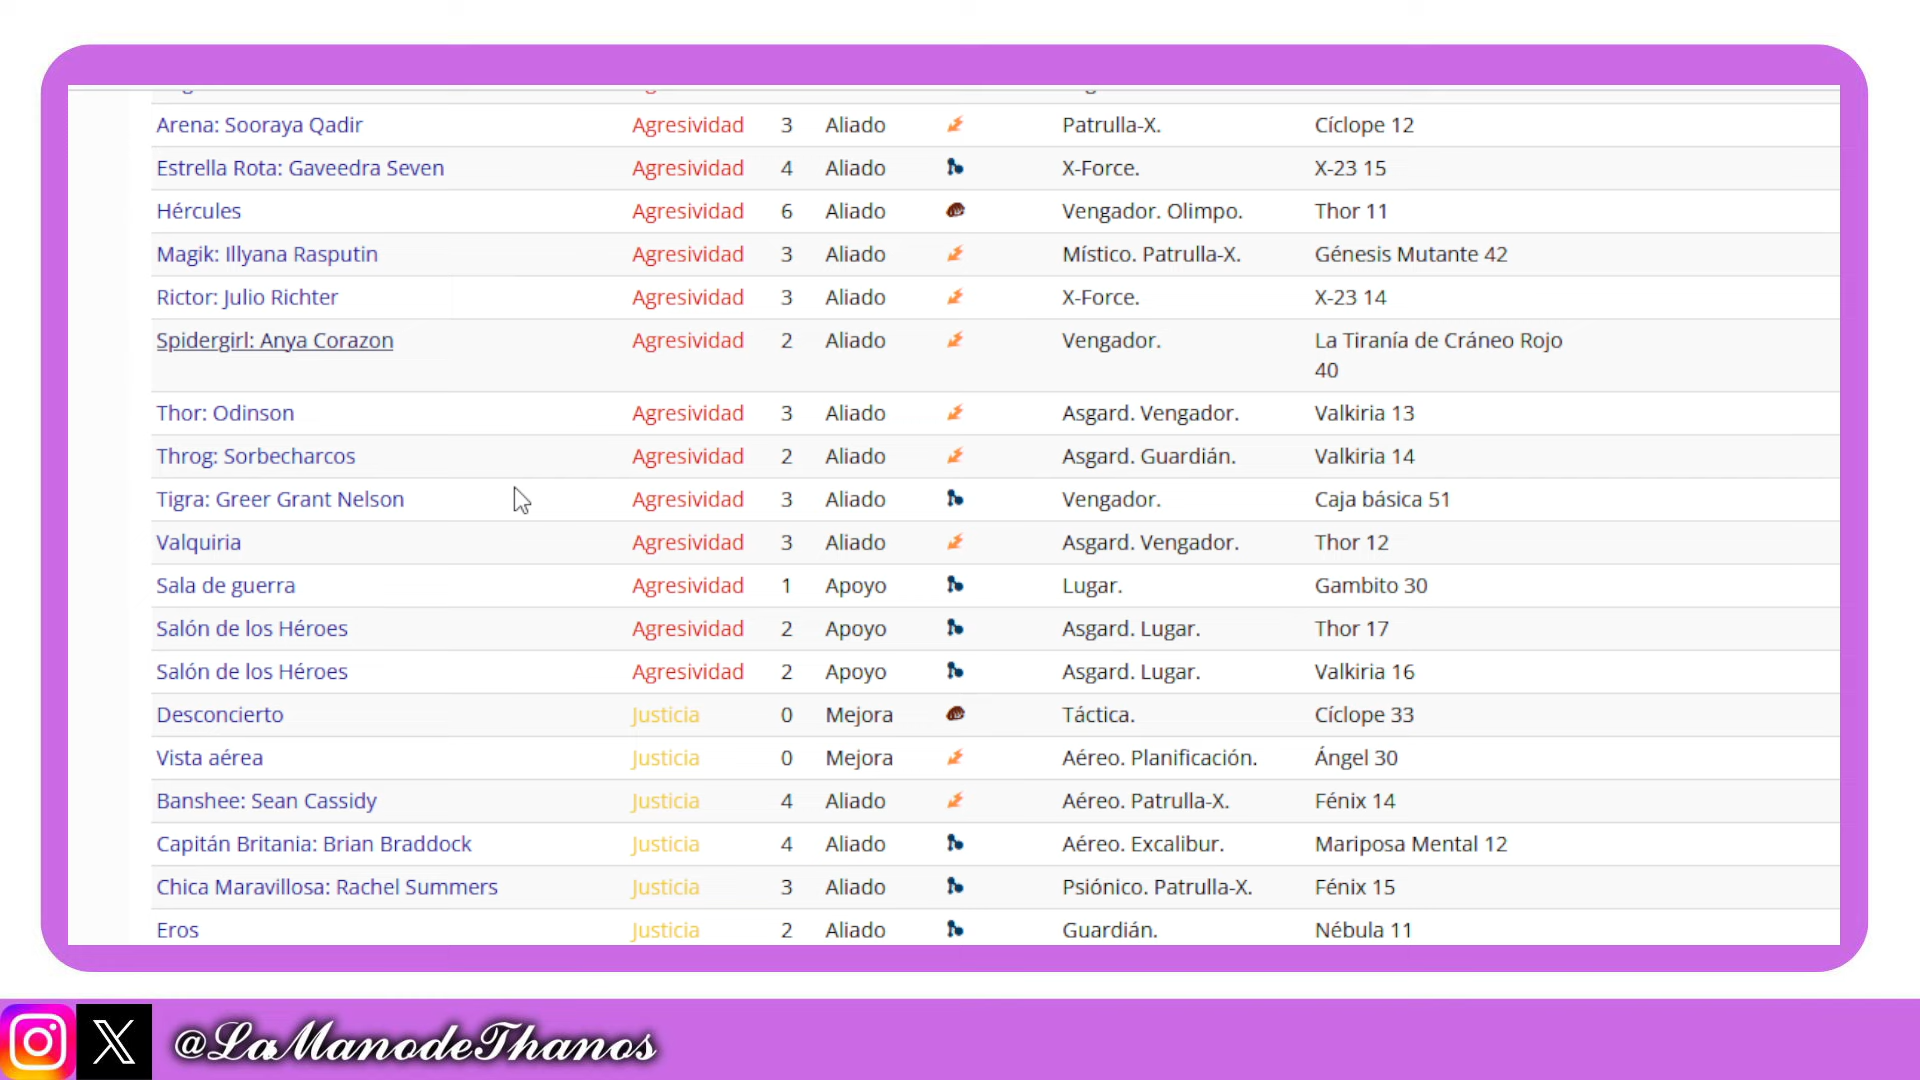 Arena: Sooraya Qadir Agresividad 3 Aliado Patrulla-X. Cíclope 12
Estrella Rota: Gaveedra Seven Agresividad 4 Aliado X-Force. X-23 15
Hércules Agresividad 6 Aliado Vengador. Olimpo. Thor 11
Magik: Illyana Rasputin Agresividad 3 Aliado Místico. Patrulla-X. Génesis Mutante 42
Rictor: Julio Richter Agresividad 3 Aliado X-Force. X-23 14
Spidergirl: Anya Corazon Agresividad 2 Aliado Vengador. La Tiranía de Cráneo Rojo
40
Thor: Odinson Agresividad 3 Aliado Asgard. Vengador. Valkiria 13
Throg: Sorbecharcos Agresividad 2 Aliado Asgard. Guardián. Valkiria 14
Tigra: Greer Grant Nelson Agresividad 3 Aliado Vengador. Caja básica 51
Valquiria Agresividad 3 Aliado Asgard. Vengador. Thor 12
Sala de guerra Agresividad 1 Apoyo Lugar. Gambito 30
Salón de los Héroes Agresividad 2 Apoyo Asgard. Lugar. Thor 17
Salón de los Héroes Agresividad 2 Apoyo Asgard. Lugar. Valkiria 16
Desconcierto Justicia 0 Mejora Táctica. Cíclope 33
Vista aérea Justicia 0 Mejora Aéreo. Planificación. Ángel 30
Banshee: Sean Cassidy Justicia 4 Aliado Aéreo. Patrulla-X. Fénix 14
Capitán Britania: Brian Braddock Justicia 4 Aliado Aéreo. Excalibur. Mariposa Mental 12
Chica Maravillosa: Rachel Summers Justicia 3 Aliado Psiónico. Patrulla-X. Fénix 15
Eros Justicia 2 Aliado Guardián. Nébula 11
@LaManodeThanos